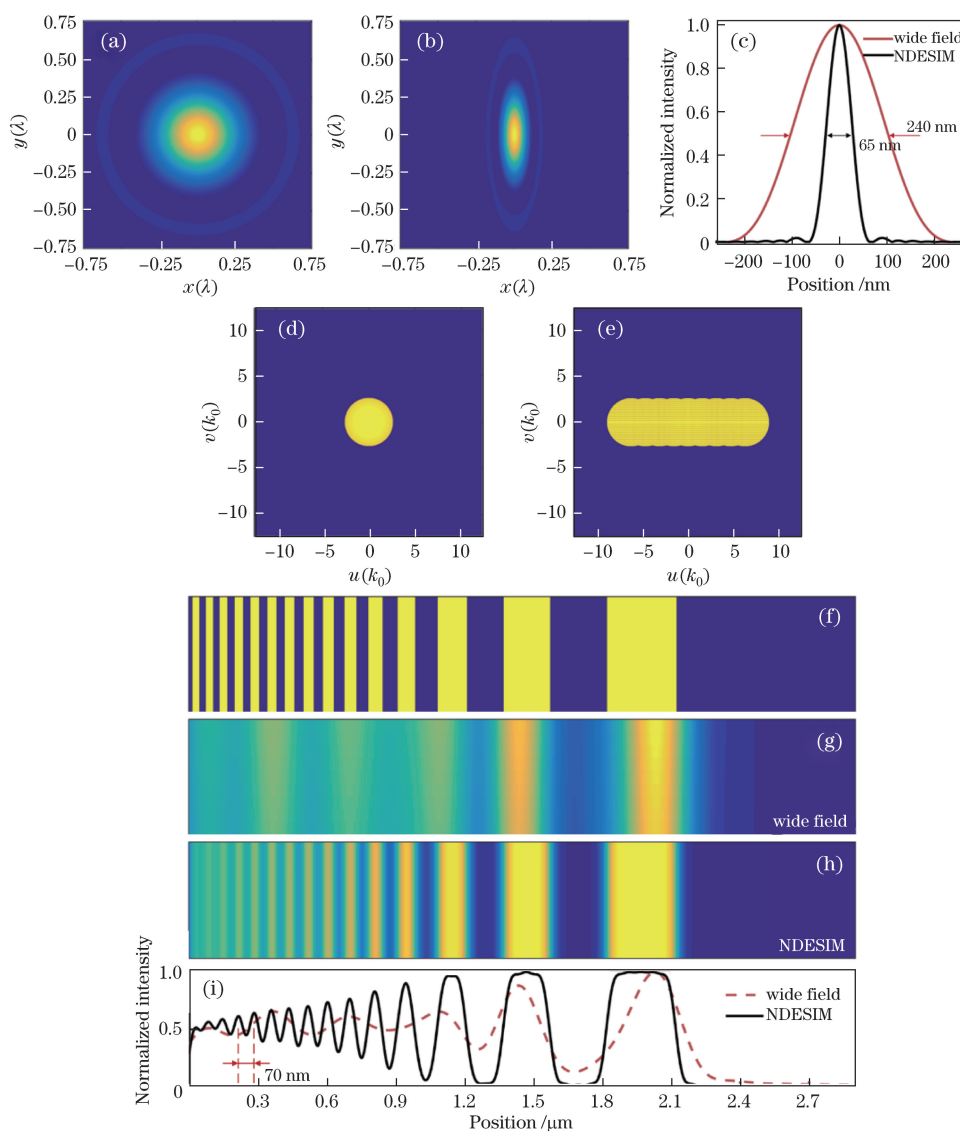 (a)
0.75
0.50
0.25
0
−0.25
−0.50
−0.75
y(λ)
−0.75
−0.25
0.25
0.75
x(λ)
(b)
0.75
0.50
0.25
0
−0.25
−0.50
−0.75
y(λ)
−0.75
−0.25
0.25
0.75
x(λ)
(c)
wide field
NDESIM
1.0
0.8
0.6
0.4
0.2
0
Normalized intensity
240 nm
65 nm
−200
−100
0
100
200
Position /nm
(d)
10
5
0
−5
−10
v(k₀)
−10
−5
0
5
10
u(k₀)
(e)
10
5
0
−5
−10
v(k₀)
−10
−5
0
5
10
u(k₀)
(f)
(g)
wide field
(h)
NDESIM
(i)
1.0
0.5
0
Normalized intensity
wide field
NDESIM
70 nm
0.3
0.6
0.9
1.2
1.5
1.8
2.1
2.4
2.7
Position /μm